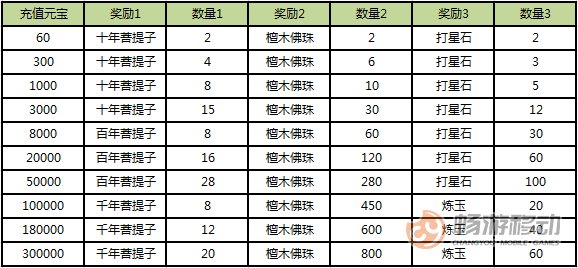 充值元宝 奖励1 数量1 奖励2 数量2 奖励3 数量3
60 十年菩提子 2 檀木佛珠 2 打星石 2
300 十年菩提子 4 檀木佛珠 6 打星石 3
1000 十年菩提子 8 檀木佛珠 10 打星石 5
3000 十年菩提子 15 檀木佛珠 30 打星石 12
8000 百年菩提子 8 檀木佛珠 60 打星石 30
20000 百年菩提子 16 檀木佛珠 120 打星石 60
50000 百年菩提子 28 檀木佛珠 280 打星石 100
100000 千年菩提子 8 檀木佛珠 450 炼玉 20
180000 千年菩提子 12 檀木佛珠 600 炼玉 40
300000 千年菩提子 20 檀木佛珠 800 炼玉 60
畅游移动
CHANGYOU·MOBILE·GAMES